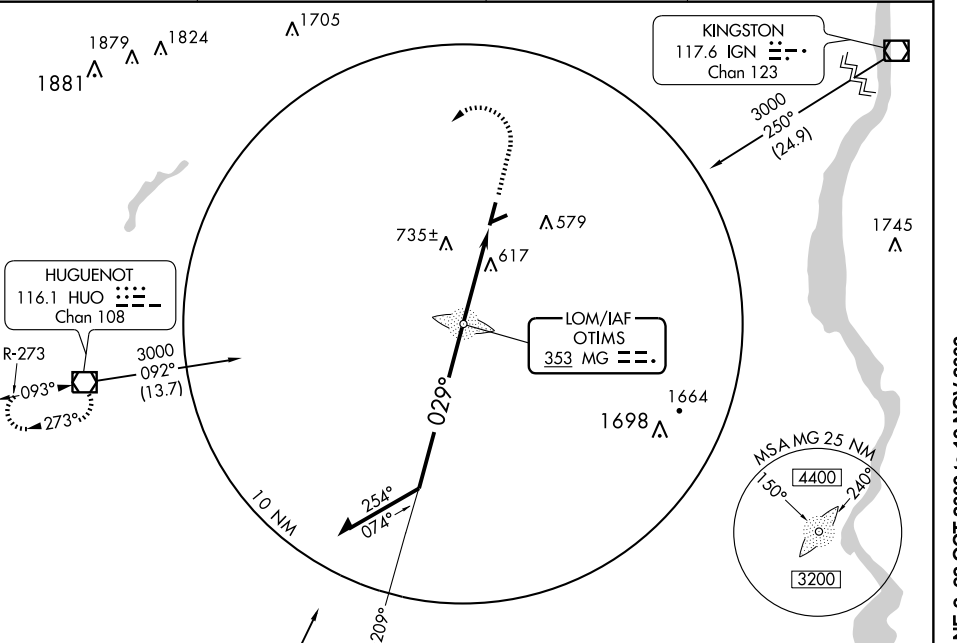 1705
1824
1879
1881
KINGSTON
117.6 IGN
Chan 123
3000
250°
(24.9)
735±
579
617
1745
HUGUENOT
116.1 HUO
Chan 108
R-273
093°
273°
3000
092°
(13.7)
LOM/IAF
OTIMS
353 MG
029°
1664
1698
254°
074°
209°
10 NM
MSA MG 25 NM
150°
4400
240°
3200